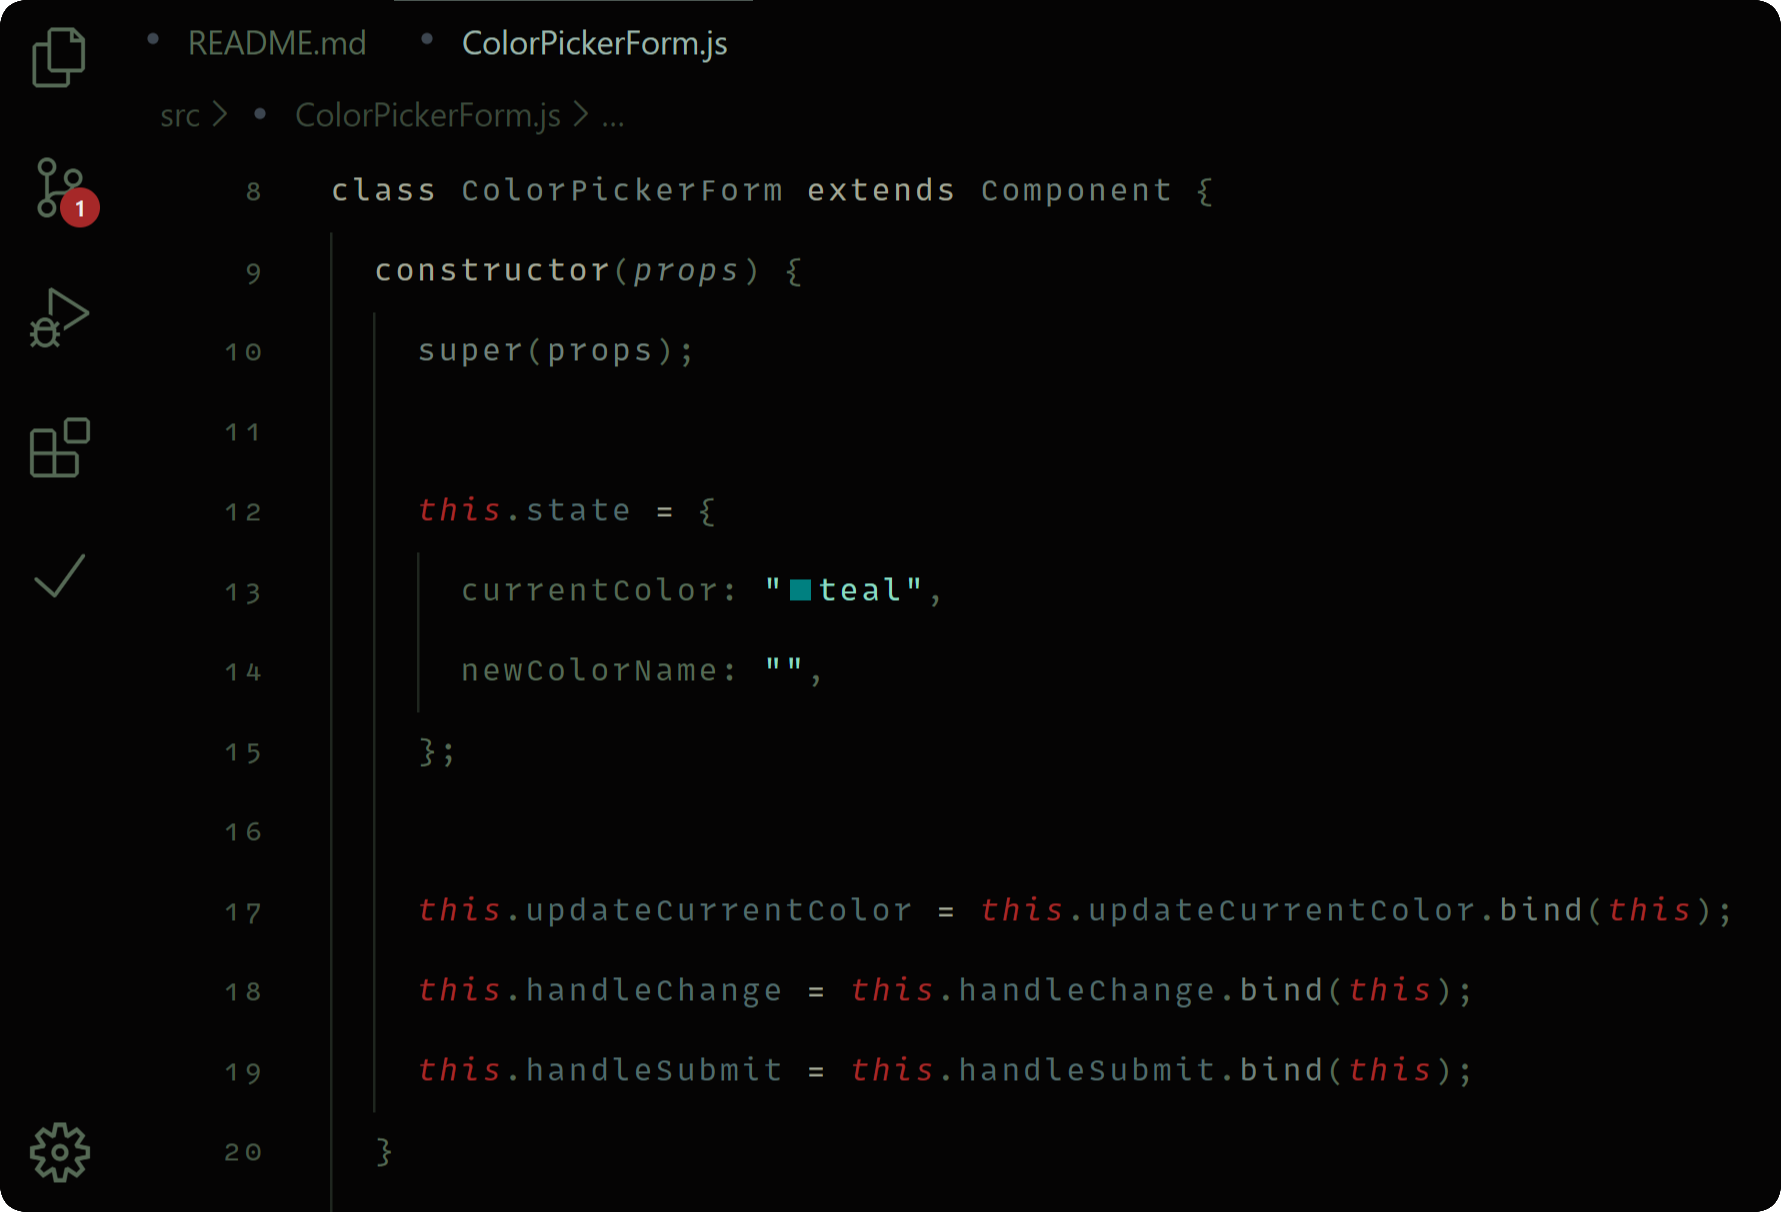 README.md ColorPickerForm.js
src > ColorPickerForm.js > ...
1
8 class ColorPickerForm extends Component {
9 constructor(props) {
10 super(props);
11
12 this.state = {
13 currentColor: "teal",
14 newColorName: "",
15 };
16
17 this.updateCurrentColor = this.updateCurrentColor.bind(this);
18 this.handleChange = this.handleChange.bind(this);
19 this.handleSubmit = this.handleSubmit.bind(this);
20 }